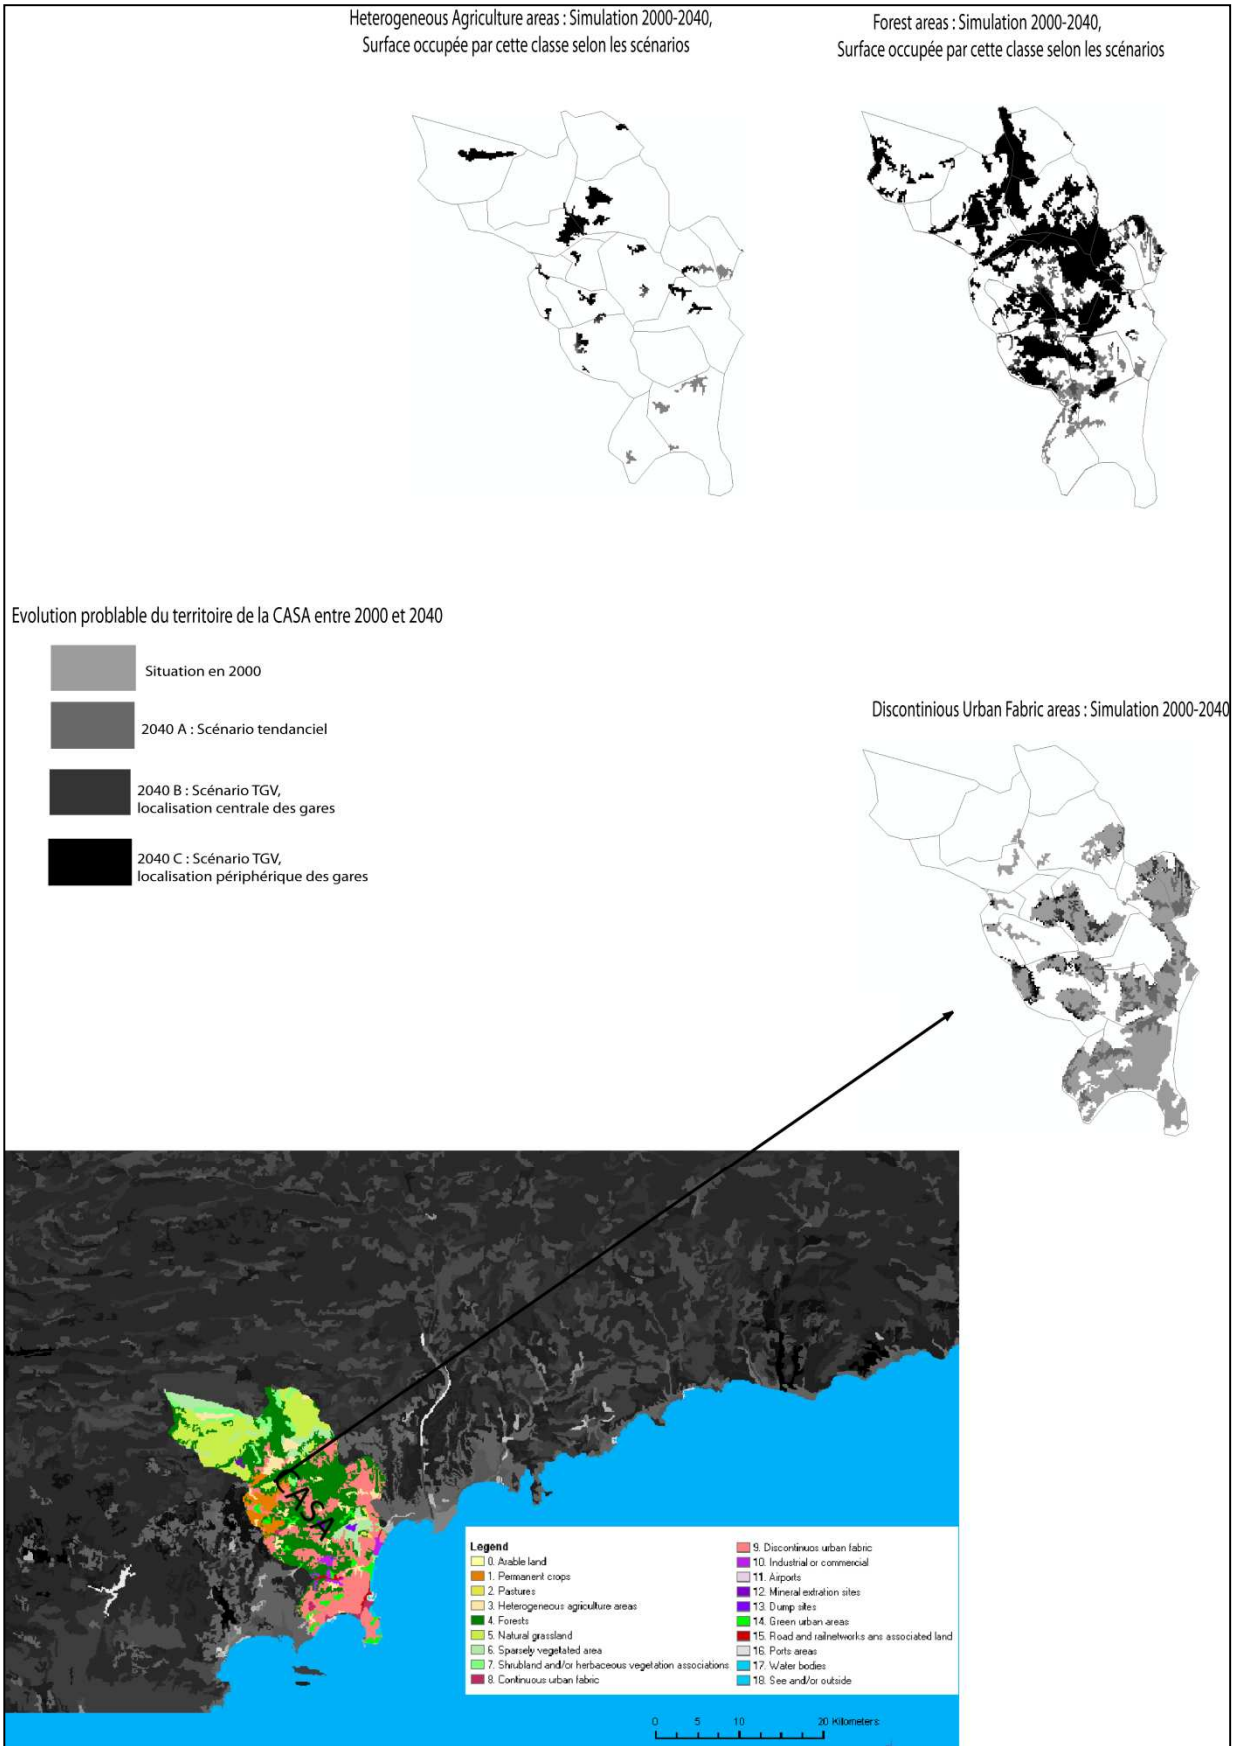 Heterogeneous Agriculture areas : Simulation 2000-2040,
Surface occupée par cette classe selon les scénarios
Forest areas : Simulation 2000-2040,
Surface occupée par cette classe selon les scénarios
Evolution problable du territoire de la CASA entre 2000 et 2040
Situation en 2000
2040 A : Scénario tendanciel
2040 B : Scénario TGV,
localisation centrale des gares
2040 C : Scénario TGV,
localisation périphérique des gares
Discontinious Urban Fabric areas : Simulation 2000-2040
CASA
Legend
0. Arable land
1. Permanent crops
2. Pastures
3. Heterogeneous agriculture areas
4. Forests
5. Natural grassland
6. Sparsely vegetated area
7. Shrubland and/or herbaceous vegetation associations
8. Continuous urban fabric
9. Discontinuos urban fabric
10. Industrial or commercial
11. Airports
12. Mineral extration sites
13. Dump sites
14. Green urban areas
15. Road and railnetworks ans associated land
16. Ports areas
17. Water bodies
18. See and/or outside
0 5 10 20 Kilometers